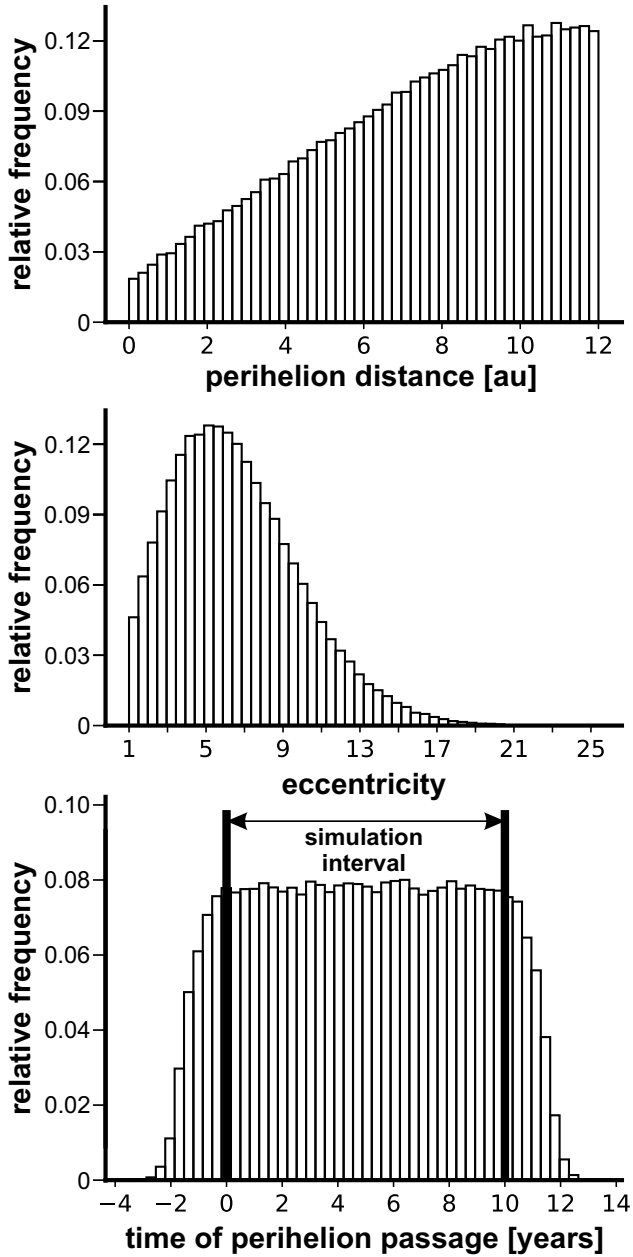 0.12
0.09
0.06
0.03
0
relative frequency
0 2 4 6 8 10 12
perihelion distance [au]
0.12
0.09
0.06
0.03
0
relative frequency
1 5 9 13 17 21 25
eccentricity
0.10
0.08
0.06
0.04
0.02
0
relative frequency
simulation
interval
−4 −2 0 2 4 6 8 10 12 14
time of perihelion passage [years]